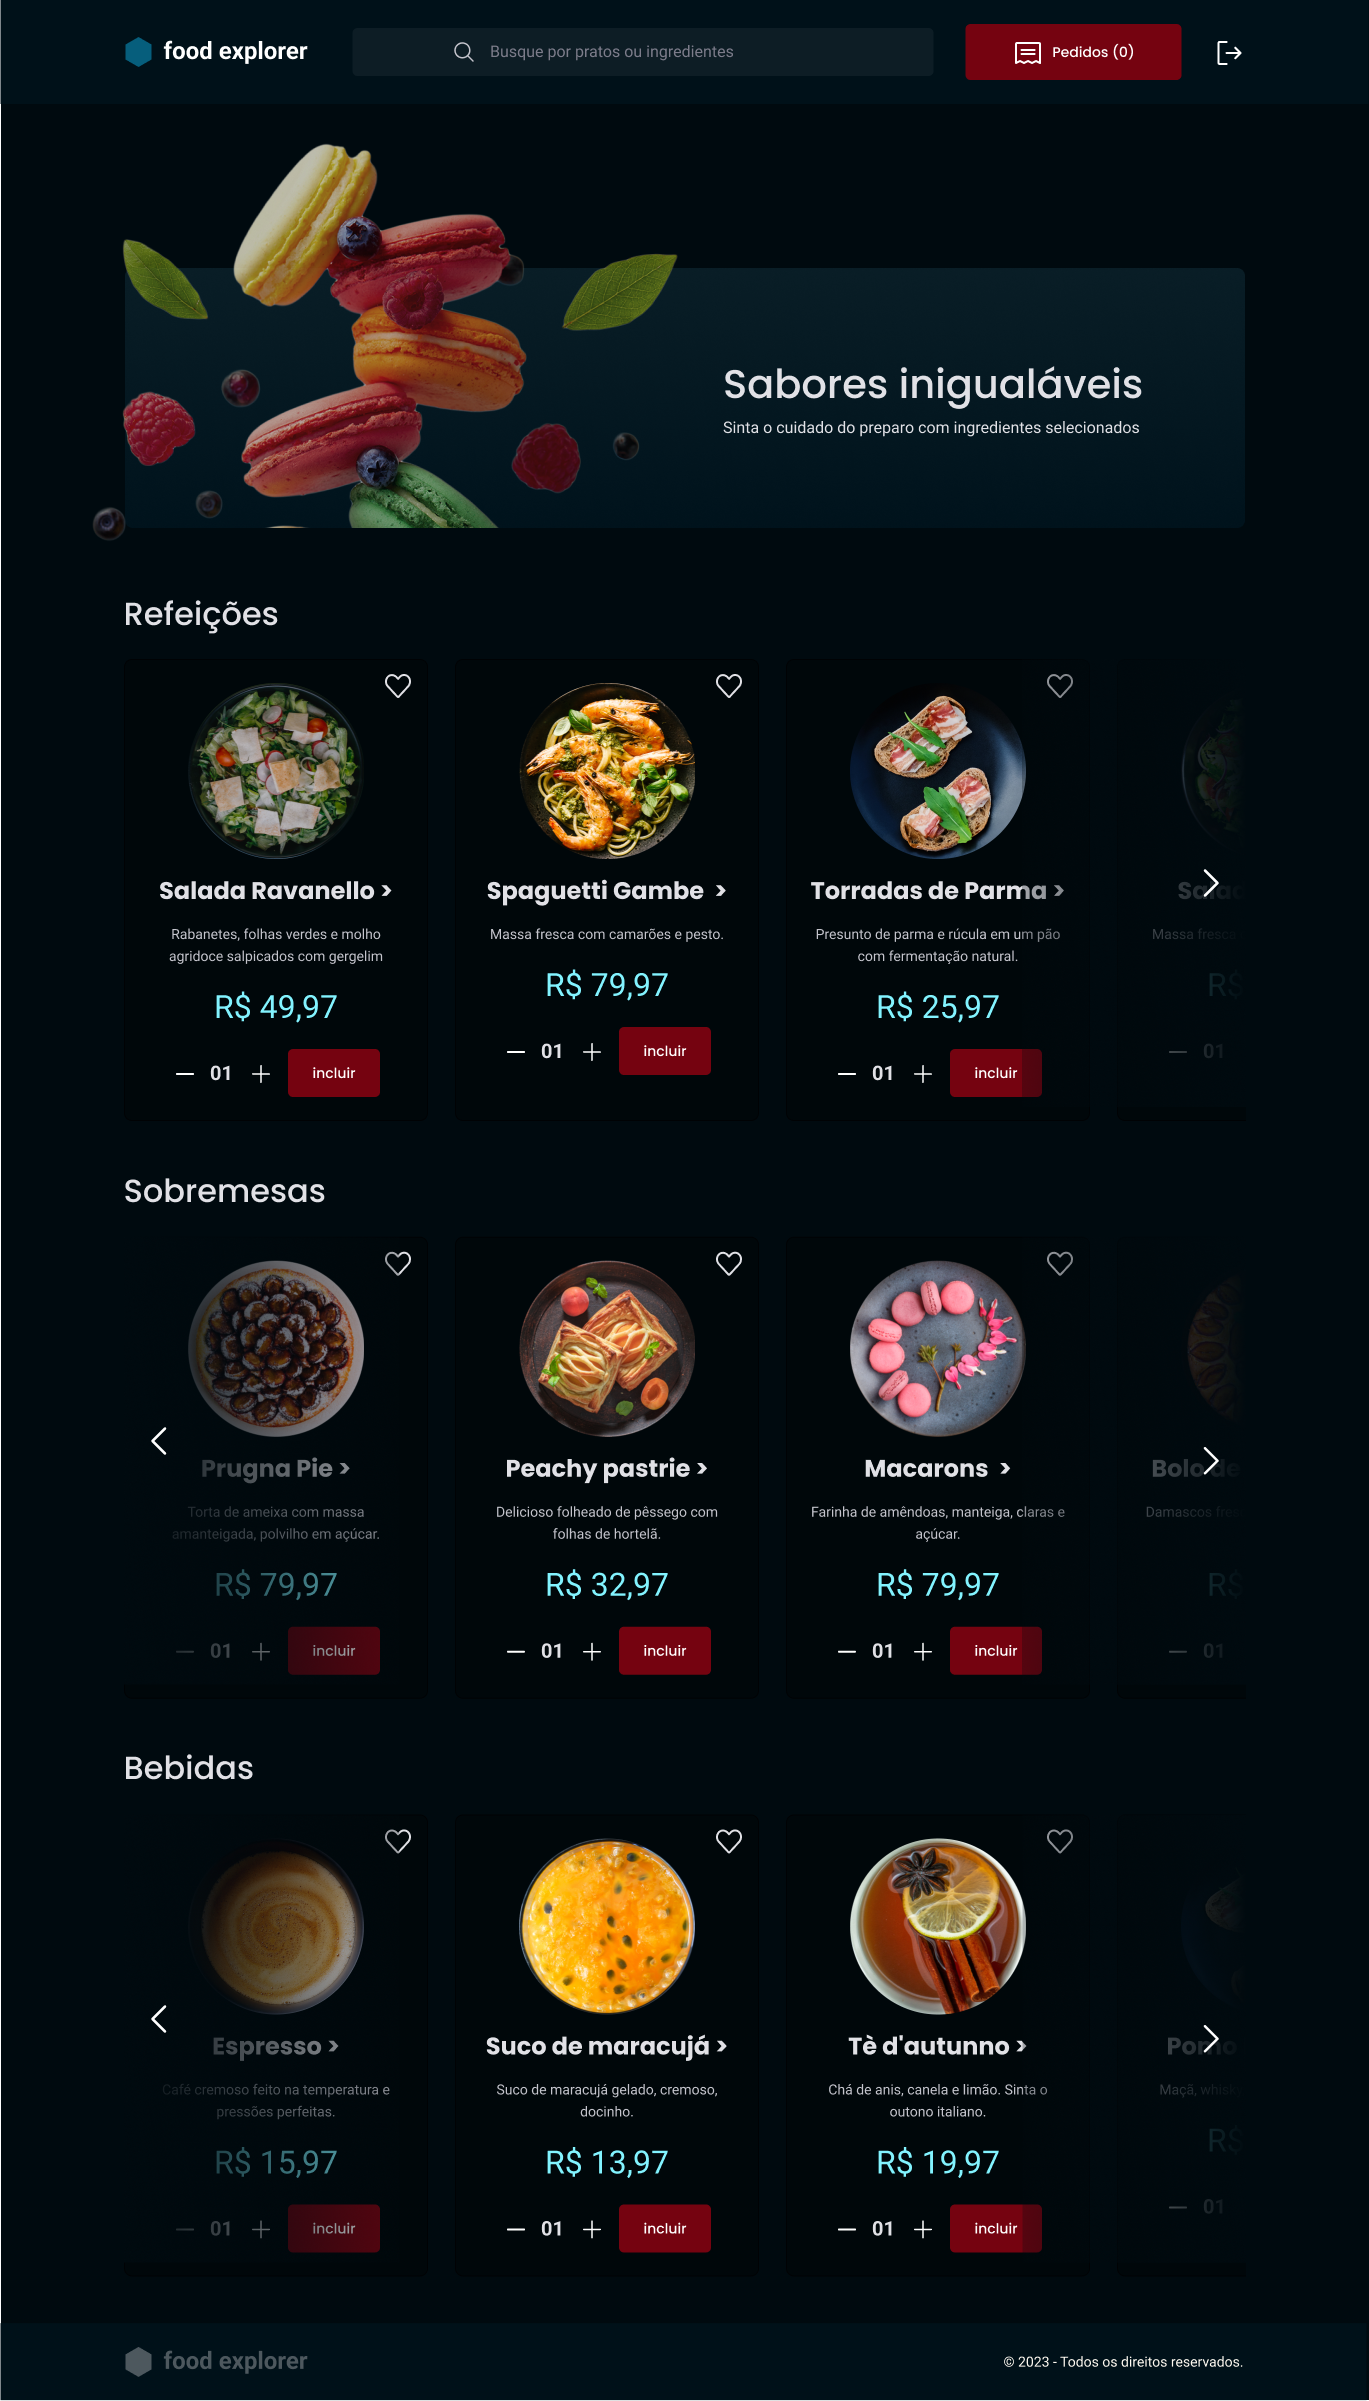 food explorer
Busque por pratos ou ingredientes
Pedidos (0)
Sabores inigualáveis
Sinta o cuidado do preparo com ingredientes selecionados
Refeições
Salada Ravanello >
Rabanetes, folhas verdes e molho
agridoce salpicados com gergelim
R$ 49,97
01
incluir
Spaguetti Gambe >
Massa fresca com camarões e pesto.
R$ 79,97
01
incluir
Torradas de Parma >
Presunto de parma e rúcula em um pão
com fermentação natural.
R$ 25,97
01
incluir
Massa fresca
R$
01
Sobremesas
Prugna Pie >
Torta de ameixa com massa
amanteigada, polvilho em açúcar.
R$ 79,97
01
incluir
Peachy pastrie >
Delicioso folheado de pêssego com
folhas de hortelã.
R$ 32,97
01
incluir
Macarons >
Farinha de amêndoas, manteiga, claras e
açúcar.
R$ 79,97
01
incluir
Bolo de
Damascos
R$
01
Bebidas
Espresso >
Café cremoso feito na temperatura e
pressões perfeitas.
R$ 15,97
01
incluir
Suco de maracujá >
Suco de maracujá gelado, cremoso,
docinho.
R$ 13,97
01
incluir
Tè d'autunno >
Chá de anis, canela e limão. Sinta o
outono italiano.
R$ 19,97
01
incluir
Maçã,
R$
01
food explorer
© 2023 - Todos os direitos reservados.